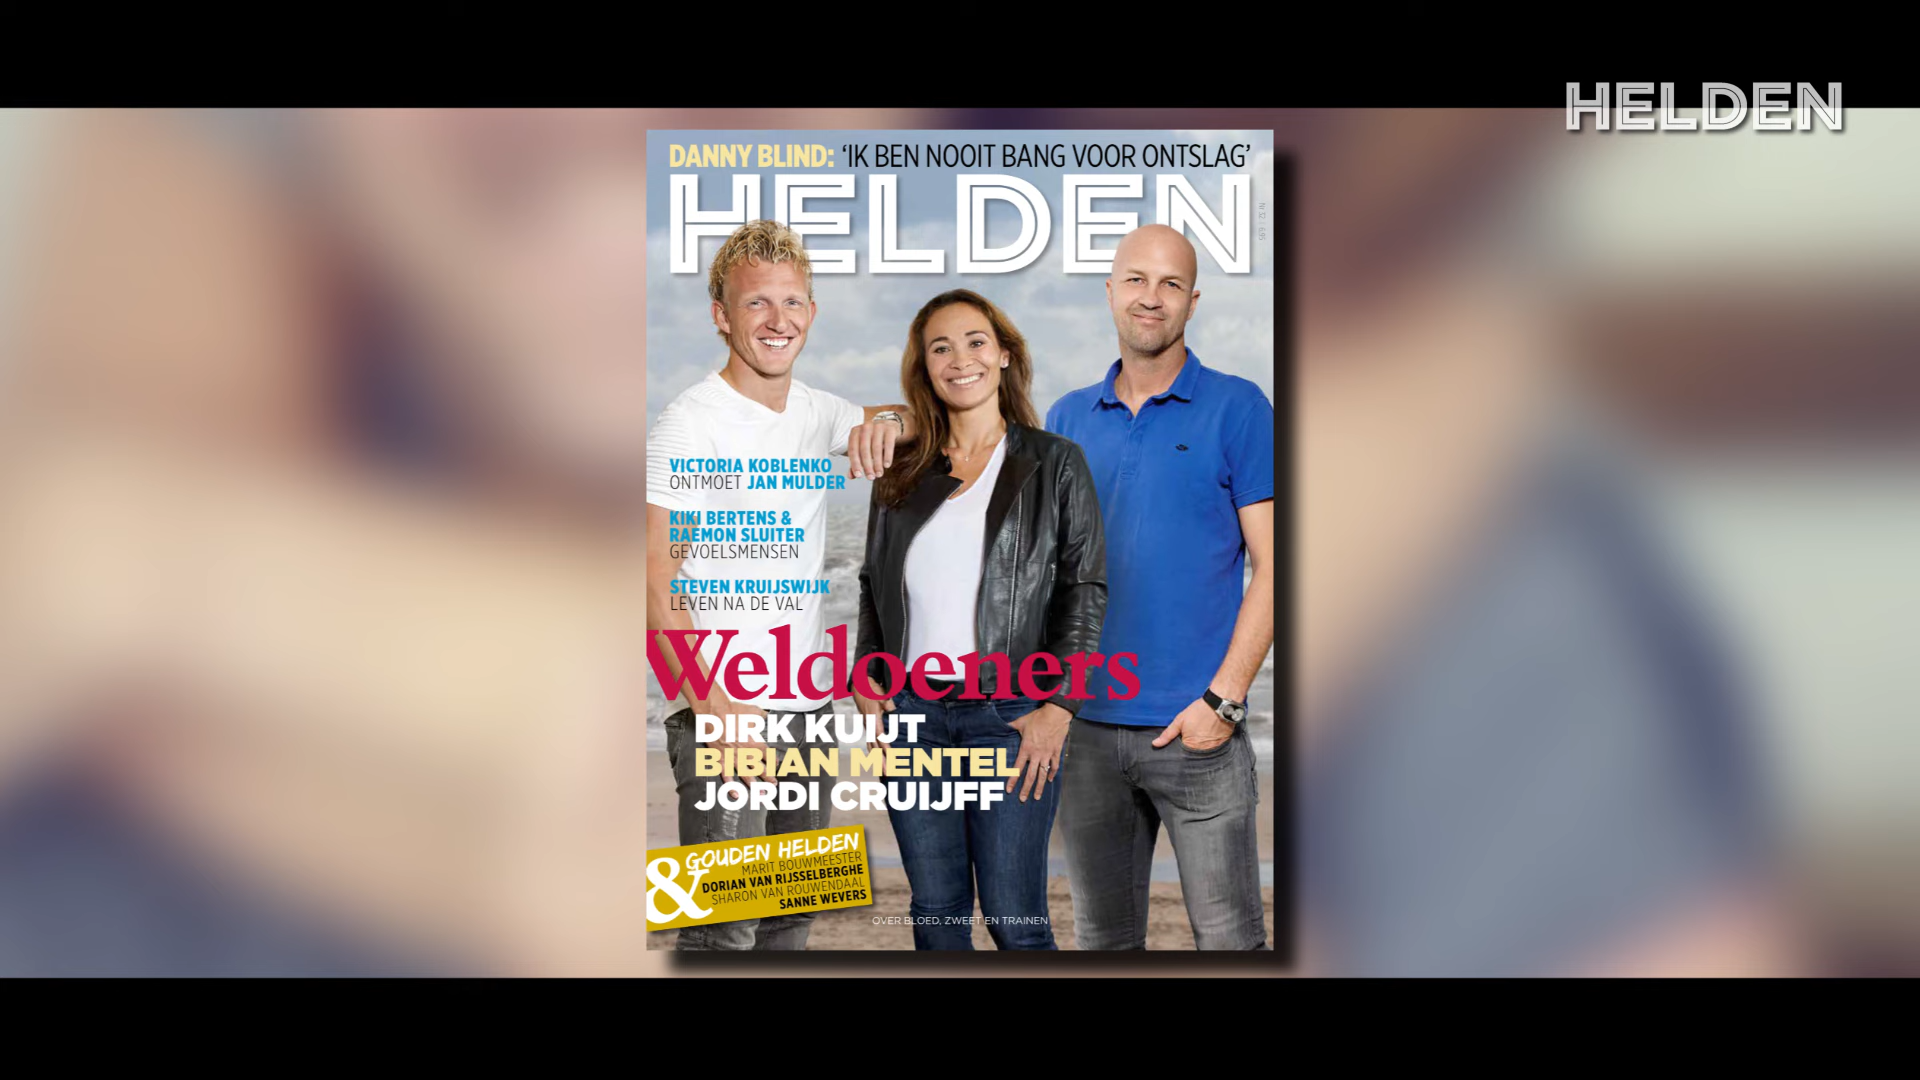 HELDEN
DANNY BLIND: 'IK BEN NOOIT BANG VOOR ONTSLAG'
HELDEN
VICTORIA KOBLENKO
ONTMOET JAN MULDER
KIKI BERTENS &
RAEMON SLUITER
GEVOELSMENSEN
STEVEN KRUIJSWIJK
LEVEN NA DE VAL
Weldoeners
DIRK KUIJT
BIBIAN MENTEL
JORDI CRUIJFF
& GOUDEN HELDEN
MARIT BOUWMEESTER
DORIAN VAN RIJSSELBERGHE
SHARON VAN ROUWENDAAL
SANNE WEVERS
OVER BLOED, ZWEET EN TRAINEN